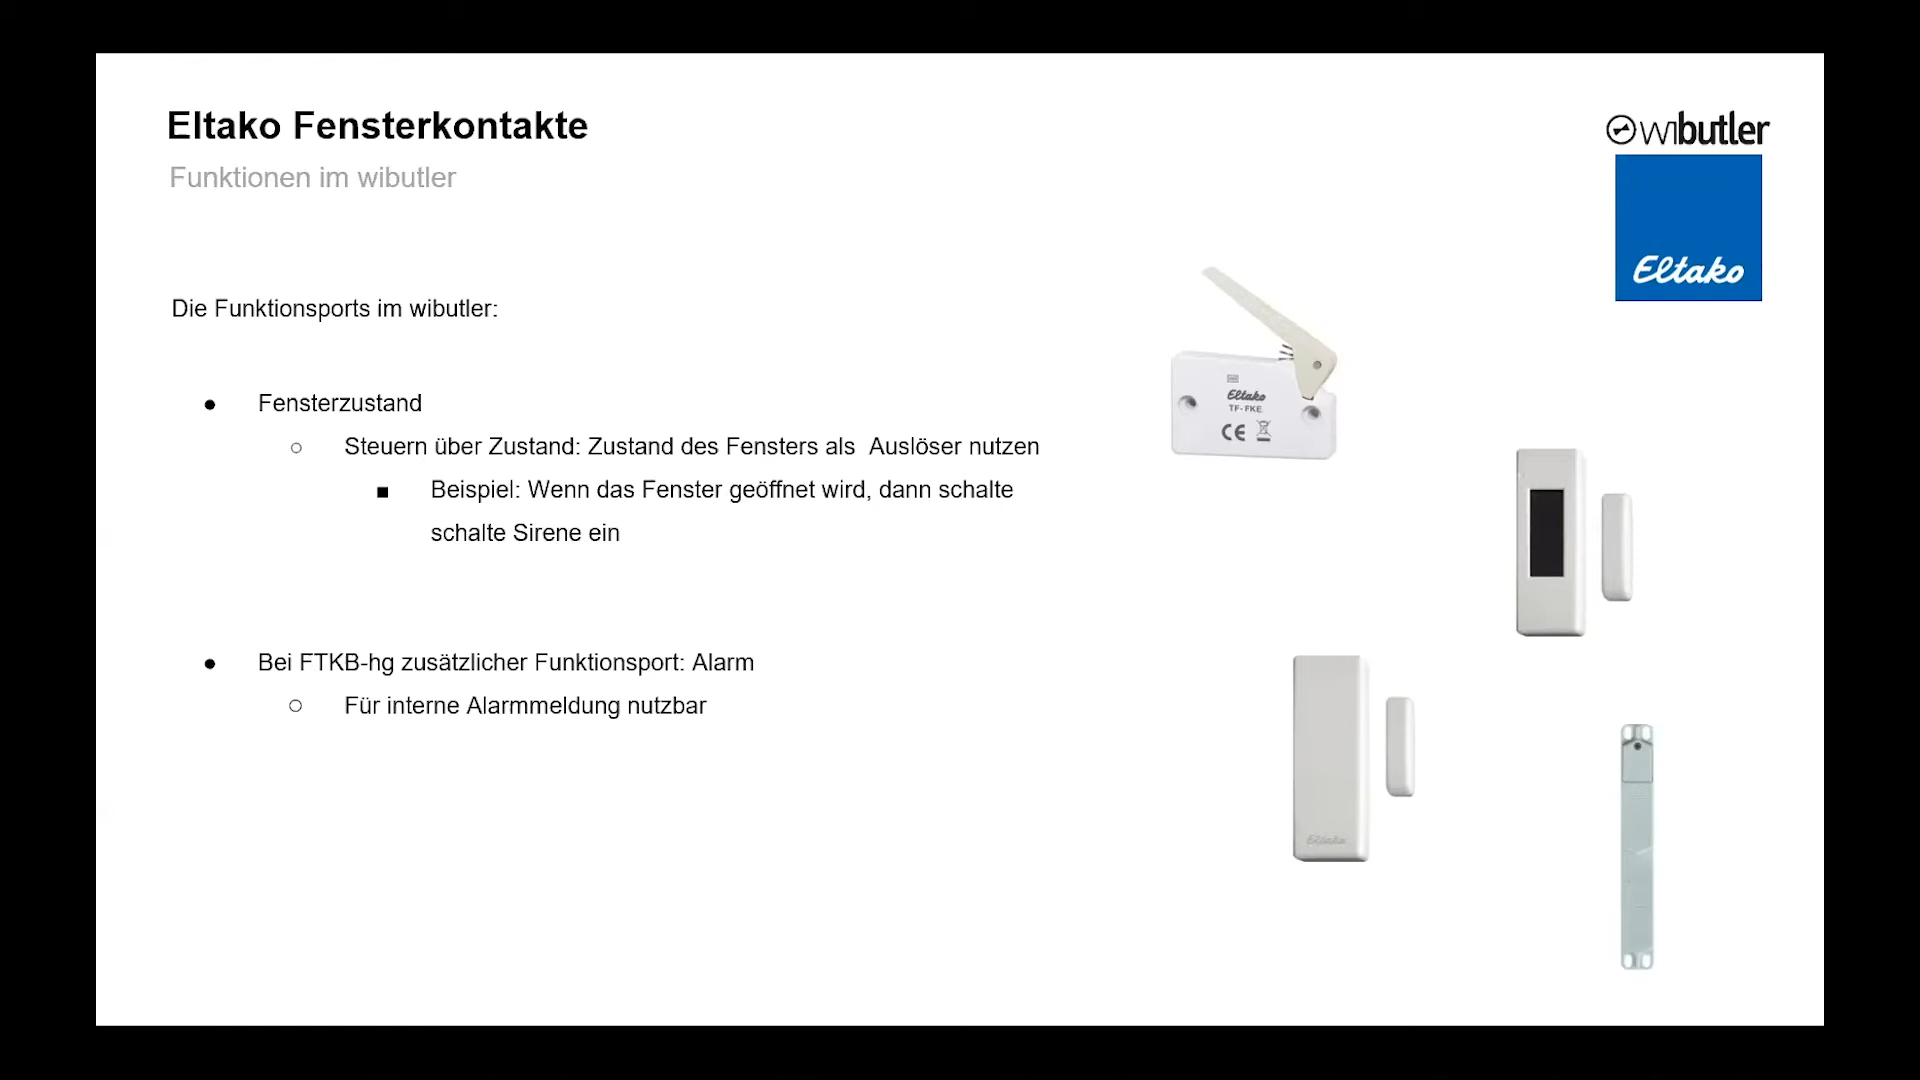 Eltako Fensterkontakte
Funktionen im wibutler
wibutler
Eltako
Die Funktionsports im wibutler:
● Fensterzustand
○ Steuern über Zustand: Zustand des Fensters als Auslöser nutzen
■ Beispiel: Wenn das Fenster geöffnet wird, dann schalte
schalte Sirene ein
● Bei FTKB-hg zusätzlicher Funktionsport: Alarm
○ Für interne Alarmmeldung nutzbar
Eltako
TF-FKE
CE
Eltako